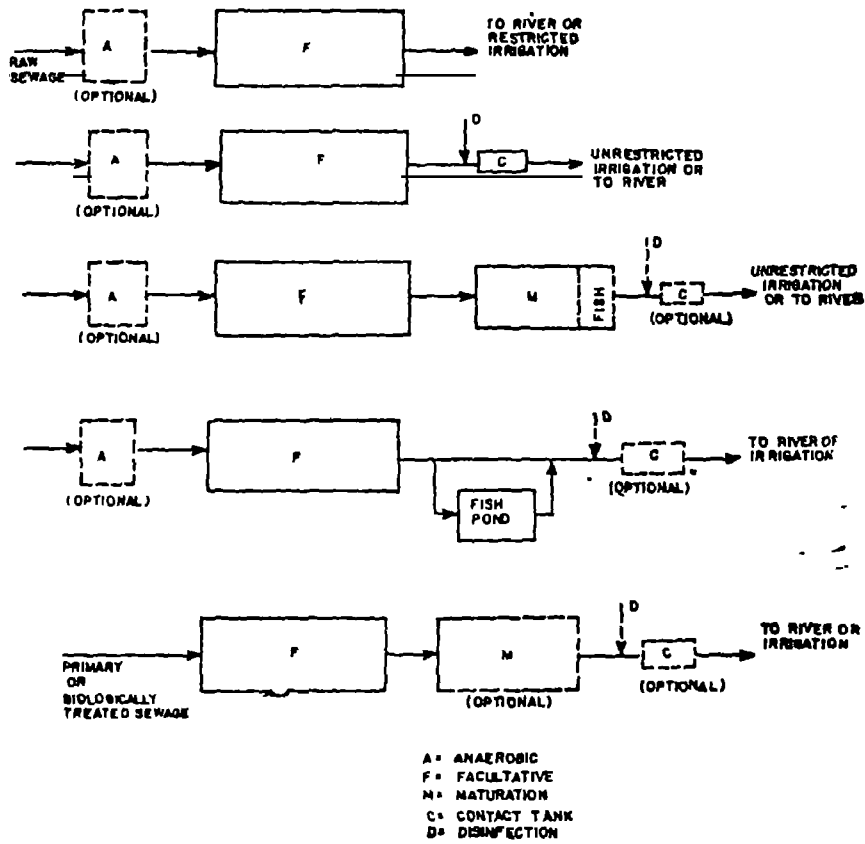 A
F
TO RIVER OR
RESTRICTED
IRRIGATION
RAW
SEWAGE
(OPTIONAL)
D
A
F
C
UNRESTRICTED
IRRIGATION OR
TO RIVER
(OPTIONAL)
D
A
F
M
FISH
C
UNRESTRICTED
IRRIGATION
OR TO RIVER
(OPTIONAL)
(OPTIONAL)
D
A
F
C
TO RIVER OF
IRRIGATION
(OPTIONAL)
(OPTIONAL)
FISH
POND
D
F
M
C
TO RIVER OR
IRRIGATION
PRIMARY
OR
BIOLOGICALLY
TREATED SEWAGE
(OPTIONAL)
(OPTIONAL)
A= ANAEROBIC
F= FACULTATIVE
M= MATURATION
C= CONTACT TANK
D= DISINFECTION